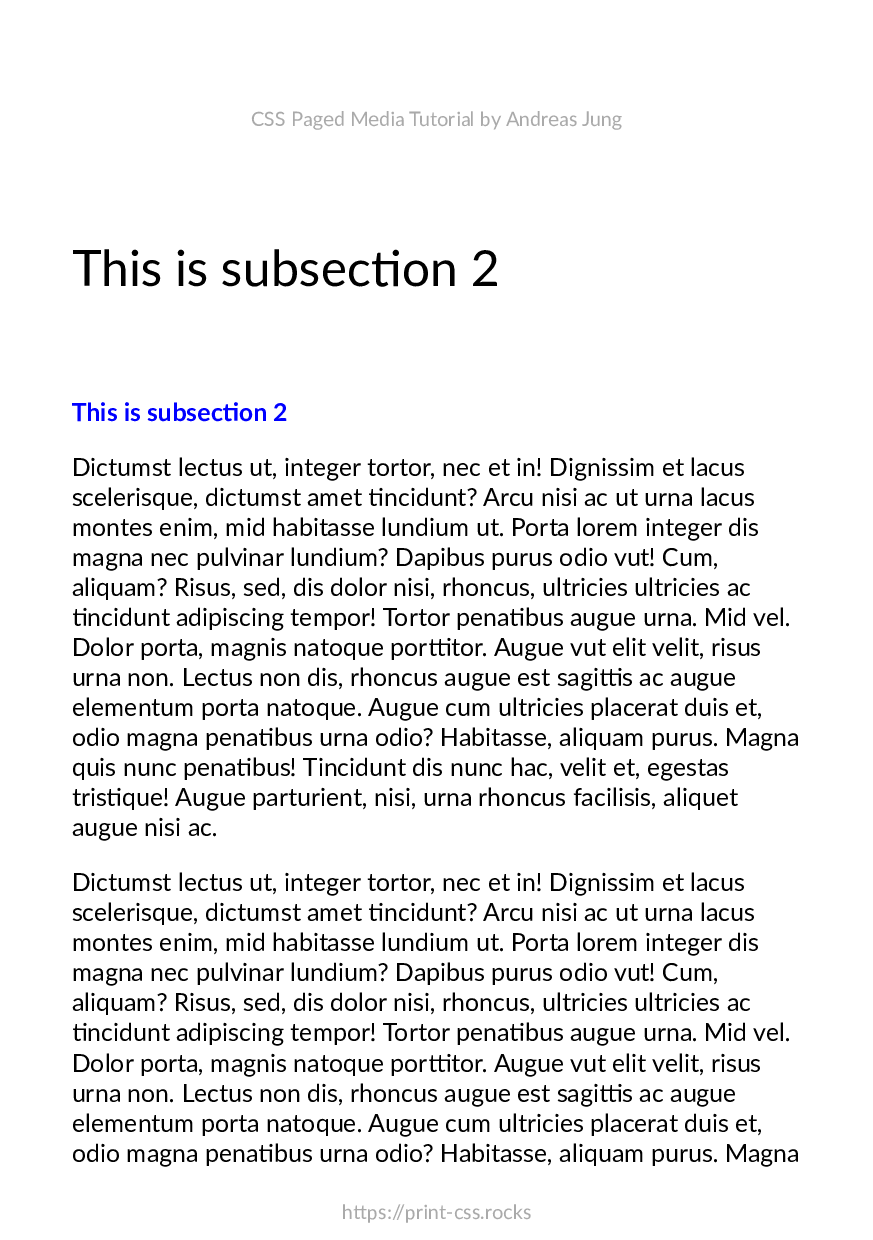 CSS Paged Media Tutorial by Andreas Jung
This is subsection 2
This is subsection 2
Dictumst lectus ut, integer tortor, nec et in! Dignissim et lacus
scelerisque, dictumst amet tincidunt? Arcu nisi ac ut urna lacus
montes enim, mid habitasse lundium ut. Porta lorem integer dis
magna nec pulvinar lundium? Dapibus purus odio vut! Cum,
aliquam? Risus, sed, dis dolor nisi, rhoncus, ultricies ultricies ac
tincidunt adipiscing tempor! Tortor penatibus augue urna. Mid vel.
Dolor porta, magnis natoque porttitor. Augue vut elit velit, risus
urna non. Lectus non dis, rhoncus augue est sagittis ac augue
elementum porta natoque. Augue cum ultricies placerat duis et,
odio magna penatibus urna odio? Habitasse, aliquam purus. Magna
quis nunc penatibus! Tincidunt dis nunc hac, velit et, egestas
tristique! Augue parturient, nisi, urna rhoncus facilisis, aliquet
augue nisi ac.
Dictumst lectus ut, integer tortor, nec et in! Dignissim et lacus
scelerisque, dictumst amet tincidunt? Arcu nisi ac ut urna lacus
montes enim, mid habitasse lundium ut. Porta lorem integer dis
magna nec pulvinar lundium? Dapibus purus odio vut! Cum,
aliquam? Risus, sed, dis dolor nisi, rhoncus, ultricies ultricies ac
tincidunt adipiscing tempor! Tortor penatibus augue urna. Mid vel.
Dolor porta, magnis natoque porttitor. Augue vut elit velit, risus
urna non. Lectus non dis, rhoncus augue est sagittis ac augue
elementum porta natoque. Augue cum ultricies placerat duis et,
odio magna penatibus urna odio? Habitasse, aliquam purus. Magna
https://print-css.rocks